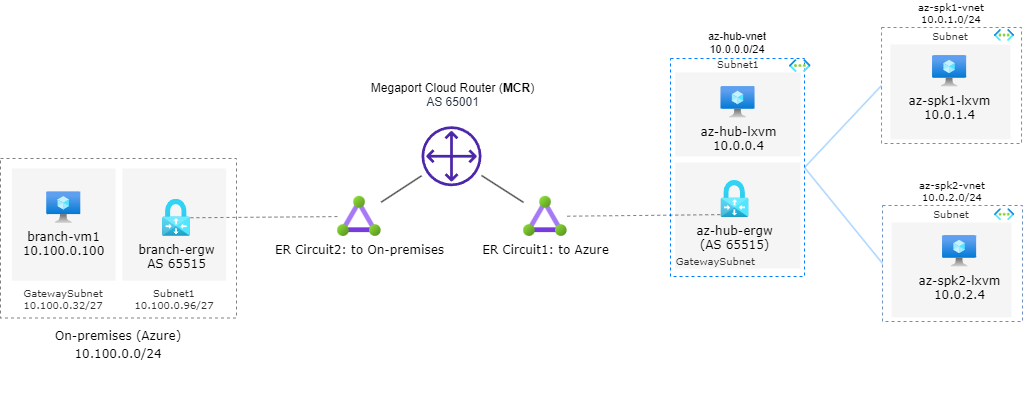 Megaport Cloud Router (MCR)
AS 65001
branch-vm1
10.100.0.100
branch-ergw
AS 65515
GatewaySubnet
10.100.0.32/27
Subnet1
10.100.0.96/27
On-premises (Azure)
10.100.0.0/24
ER Circuit2: to On-premises
ER Circuit1: to Azure
az-hub-vnet
10.0.0.0/24
Subnet1
az-hub-lxvm
10.0.0.4
az-hub-ergw
(AS 65515)
GatewaySubnet
az-spk1-vnet
10.0.1.0/24
Subnet
az-spk1-lxvm
10.0.1.4
az-spk2-vnet
10.0.2.0/24
Subnet
az-spk2-lxvm
10.0.2.4